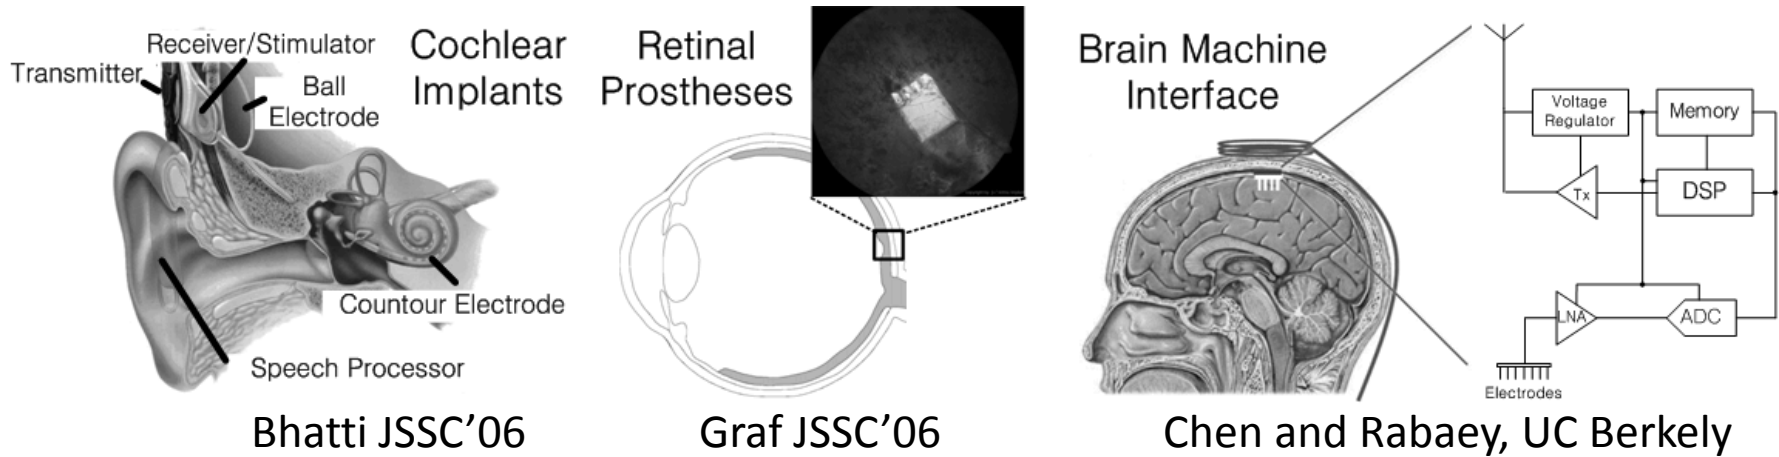 Receiver/Stimulator
Transmitter
Ball
Electrode
Cochlear
Implants
Countour Electrode
Speech Processor
Bhatti JSSC’06
Retinal
Prostheses
Graf JSSC’06
Brain Machine
Interface
Voltage
Regulator
Memory
Tx
DSP
LNA
ADC
Electrodes
Chen and Rabaey, UC Berkely